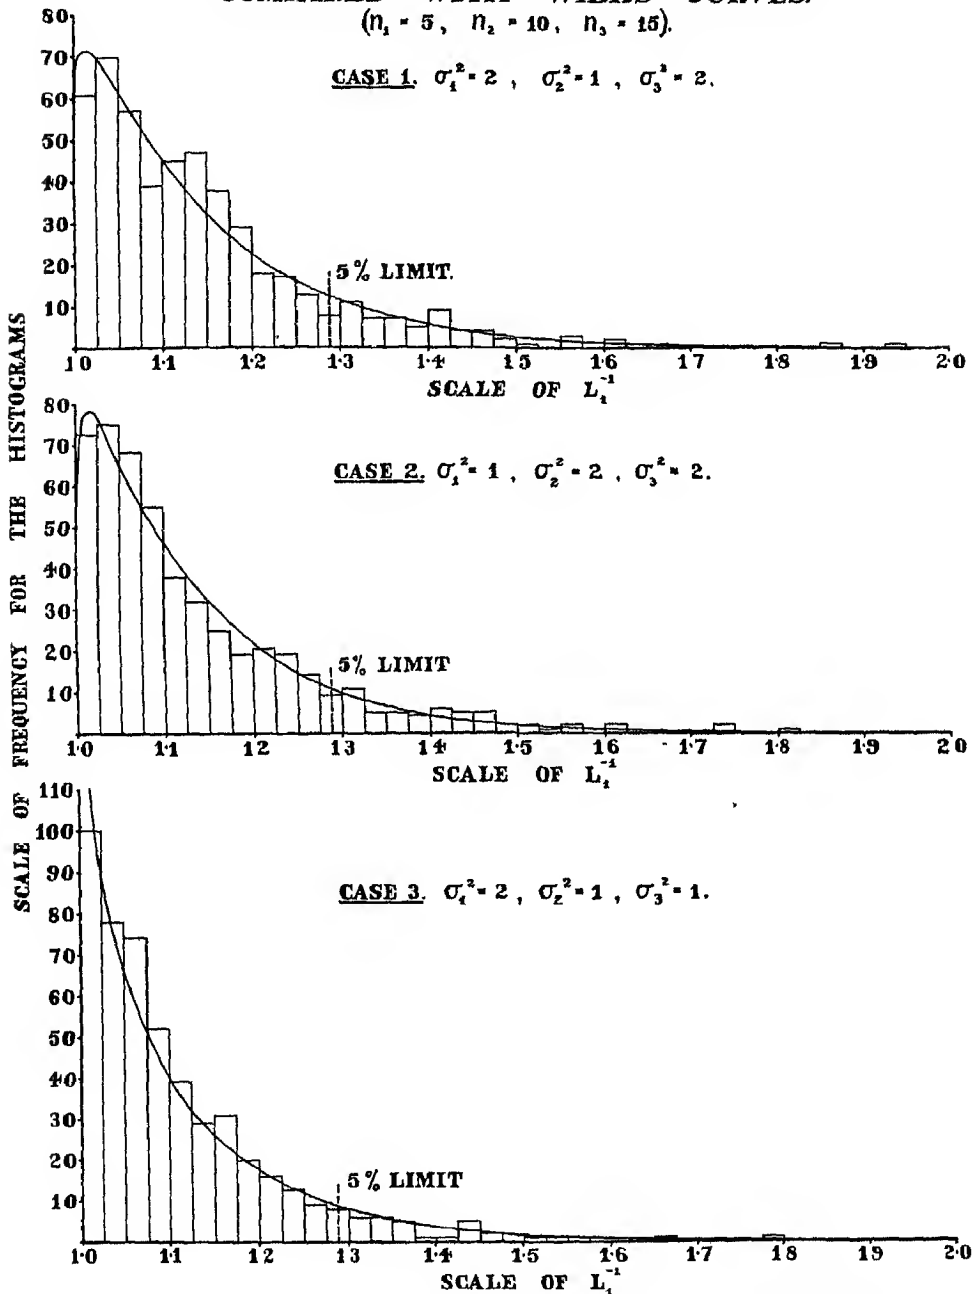 (n₁ = 5, n₂ = 10, n₃ = 15).
80
70
60
50
40
30
20
10
CASE 1. σ₁² = 2 , σ₂² = 1 , σ₃² = 2.
5% LIMIT.
1·0 1·1 1·2 1·3 1·4 1·5 1·6 1·7 1·8 1·9 2·0
SCALE OF L₁⁻¹
SCALE OF FREQUENCY FOR THE HISTOGRAMS
80
70
60
50
40
30
20
10
CASE 2. σ₁² = 1 , σ₂² = 2 , σ₃² = 2.
5% LIMIT
1·0 1·1 1·2 1·3 1·4 1·5 1·6 1·7 1·8 1·9 2·0
SCALE OF L₁⁻¹
110
100
90
80
70
60
50
40
30
20
10
CASE 3. σ₁² = 2 , σ₂² = 1 , σ₃² = 1.
5% LIMIT
1·0 1·1 1·2 1·3 1·4 1·5 1·6 1·7 1·8 1·9 2·0
SCALE OF L₁⁻¹